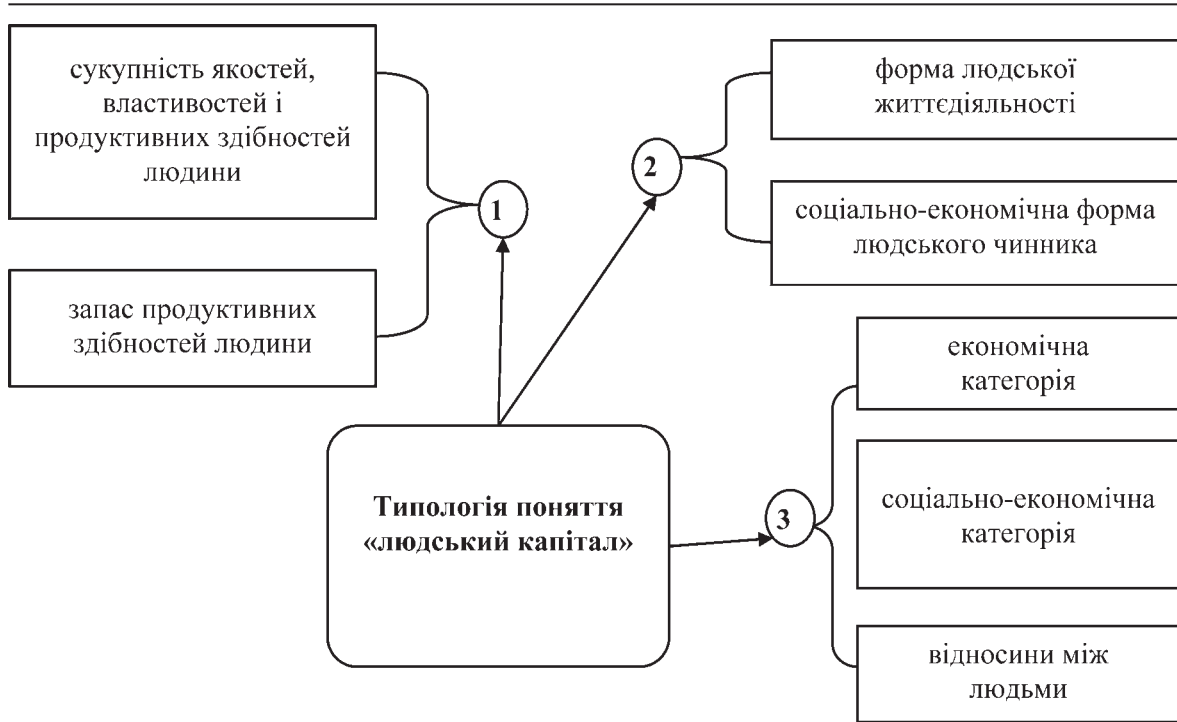 сукупність якостей,
властивостей і
продуктивних здібностей
людини
запас продуктивних
здібностей людини
1
2
форма людської
життєдіяльності
соціально-економічна форма
людського чинника
Типологія поняття
«людський капітал»
3
економічна
категорія
соціально-економічна
категорія
відносини між
людьми